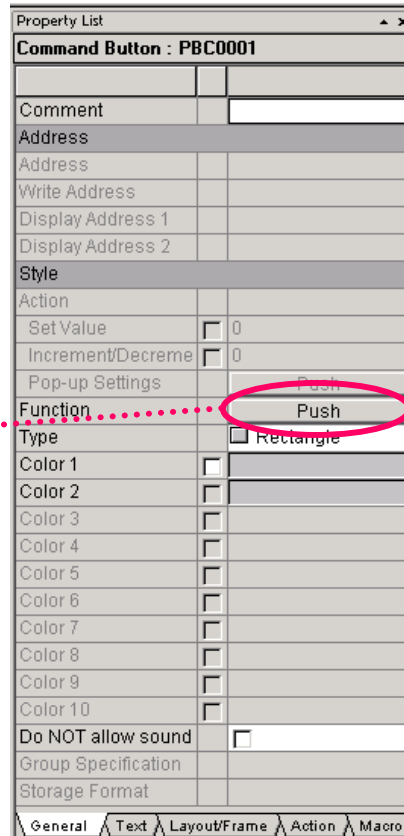 Property List
Command Button : PBC0001
Comment
Address
Address
Write Address
Display Address 1
Display Address 2
Style
Action
Set Value 0
Increment/Decreme 0
Pop-up Settings Push
Function Push
Type Rectangle
Color 1
Color 2
Color 3
Color 4
Color 5
Color 6
Color 7
Color 8
Color 9
Color 10
Do NOT allow sound
Group Specification
Storage Format
General Text Layout/Frame Action Macro